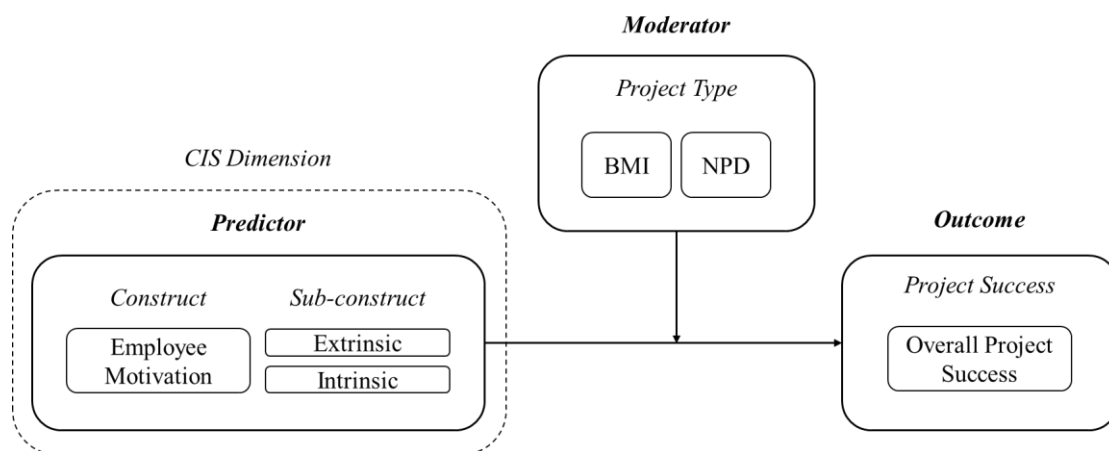 Moderator
Project Type
BMI
NPD
CIS Dimension
Predictor
Construct
Sub-construct
Employee
Motivation
Extrinsic
Intrinsic
Outcome
Project Success
Overall Project
Success